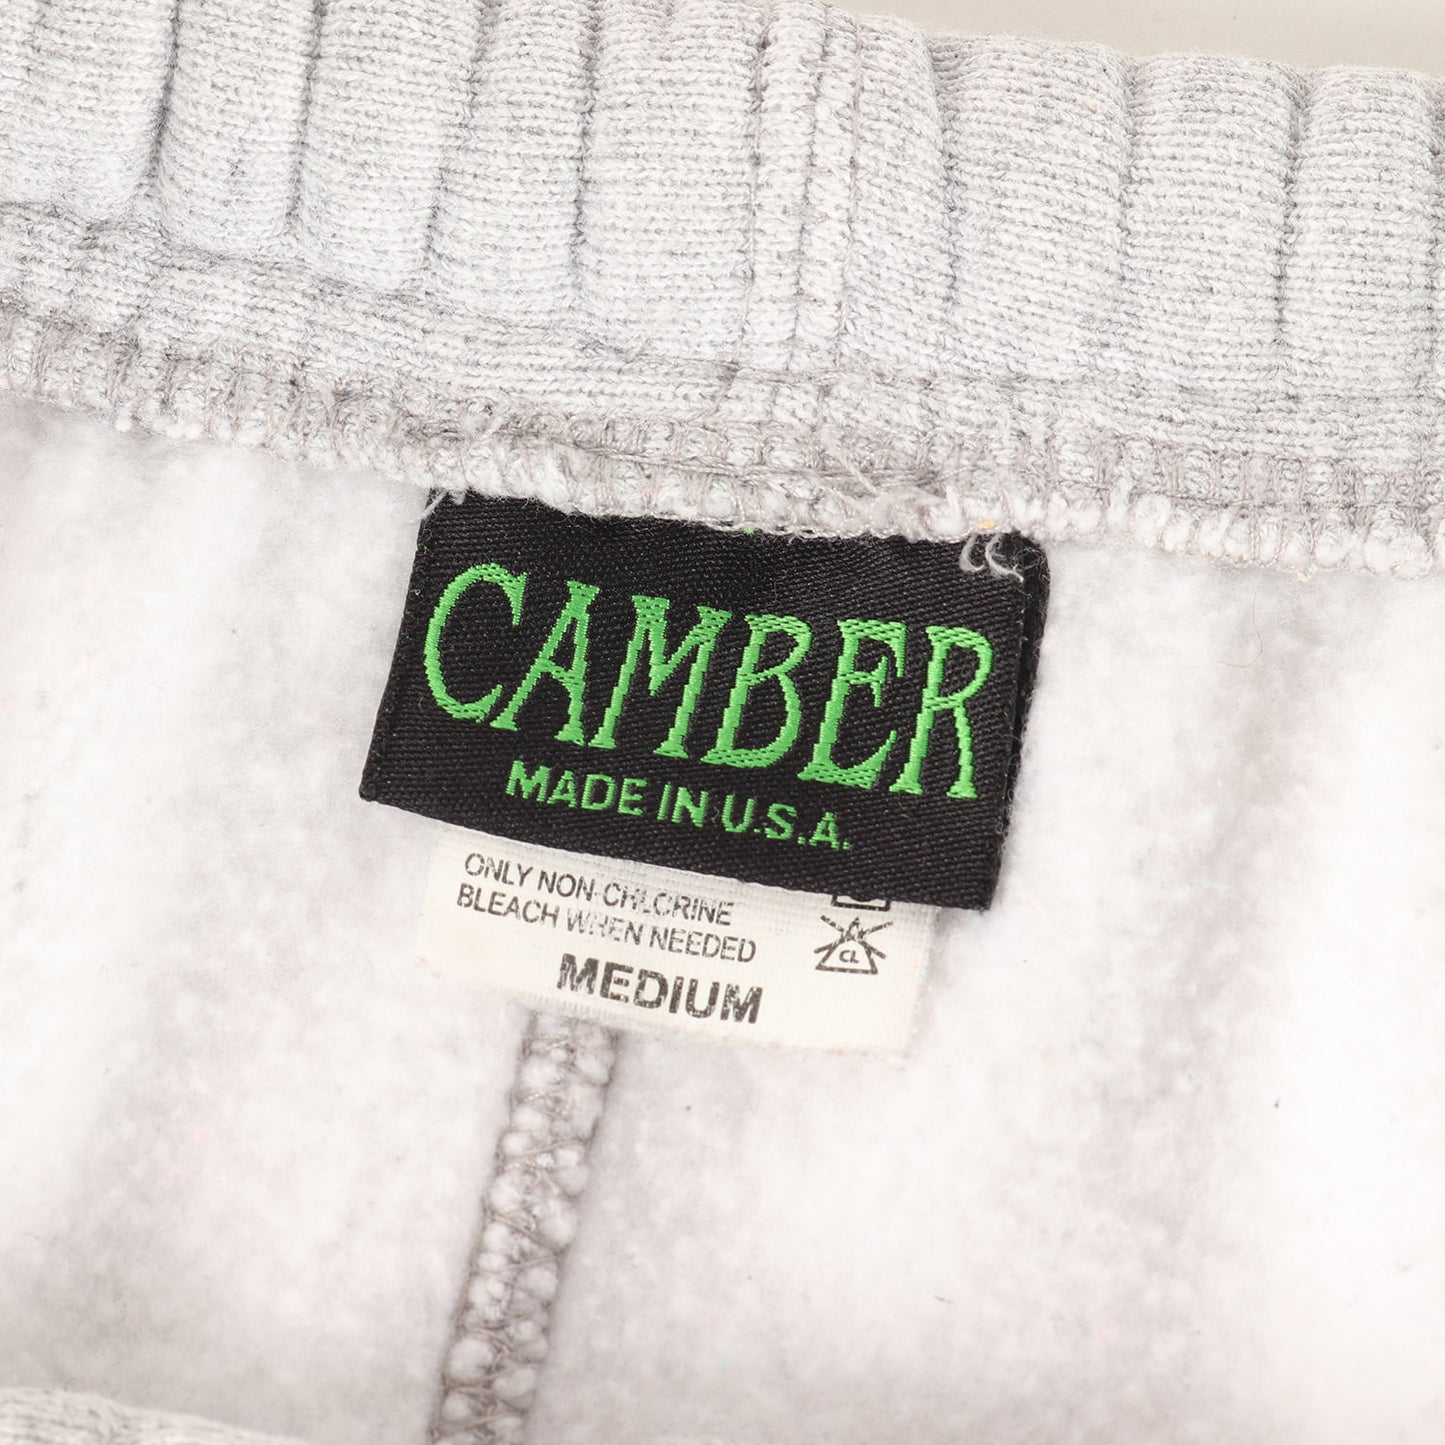 CAMBER
MADE IN U.S.A.
ONLY NON-CHLORINE
BLEACH WHEN NEEDED
CL
MEDIUM